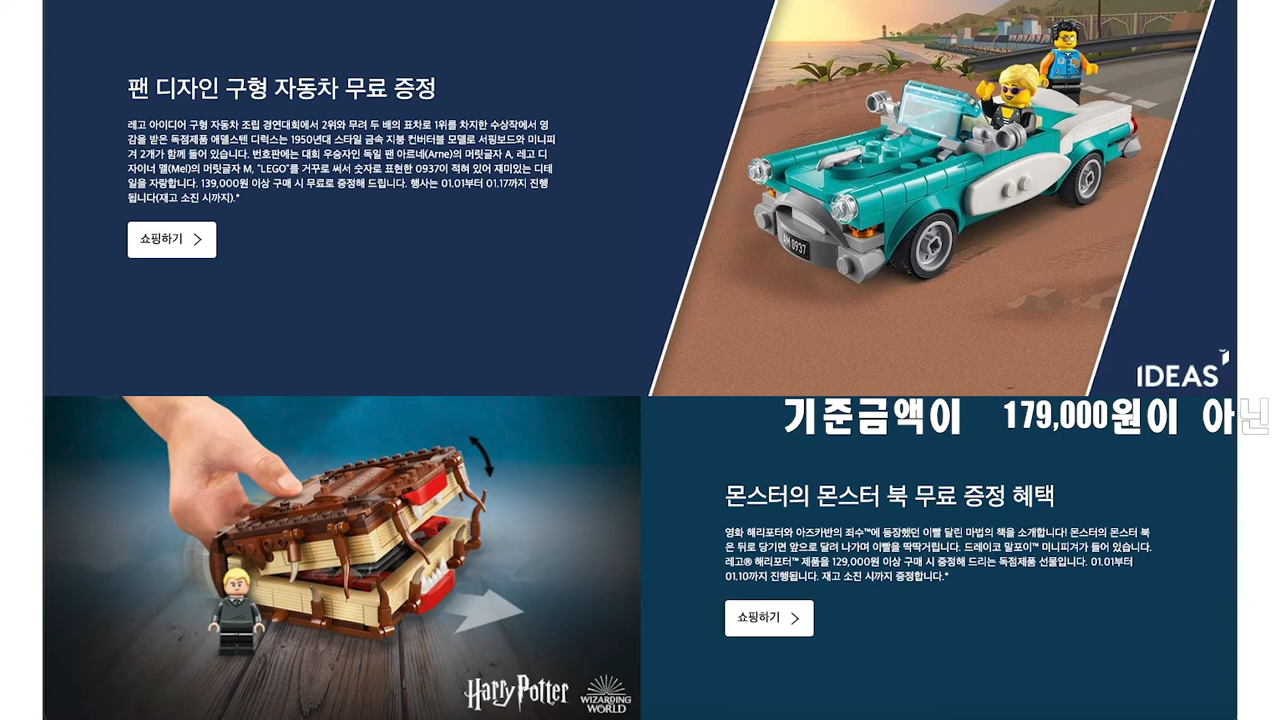 팬 디자인 구형 자동차 무료 증정
레고 아이디어 구형 자동차 조립 경연대회에서 2위와 무려 두 배의 표차로 1위를 차지한 수상작에서 영
감을 받은 독점제품 에델스텐 디럭스는 1950년대 스타일 금속 지붕 컨버터블 모델로 서핑보드와 미니피
겨 2개가 함께 들어 있습니다. 번호판에는 대회 우승자인 독일 팬 아르네(Arne)의 머릿글자 A, 레고 디
자이너 멜(Mel)의 머릿글자 M, “LEGO”를 거꾸로 써서 숫자로 표현한 0937이 적혀 있어 재미있는 디테
일을 자랑합니다. 139,000원 이상 구매 시 무료로 증정해 드립니다. 행사는 01.01부터 01.17까지 진행
됩니다(재고 소진 시까지).*
쇼핑하기
AM 0937
IDEAS
기준금액이 179,000원이 아닌
몬스터의 몬스터 북 무료 증정 혜택
영화 해리포터와 아즈카반의 죄수™에 등장했던 이빨 달린 마법의 책을 소개합니다! 몬스터의 몬스터 북
은 뒤로 당기면 앞으로 달려 나가며 이빨을 딱딱거립니다. 드레이코 말포이™ 미니피겨가 들어 있습니다.
레고® 해리포터™ 제품을 129,000원 이상 구매 시 증정해 드리는 독점제품 선물입니다. 01.01부터
01.10까지 진행됩니다. 재고 소진 시까지 증정합니다.*
쇼핑하기
Harry Potter
WIZARDING
WORLD